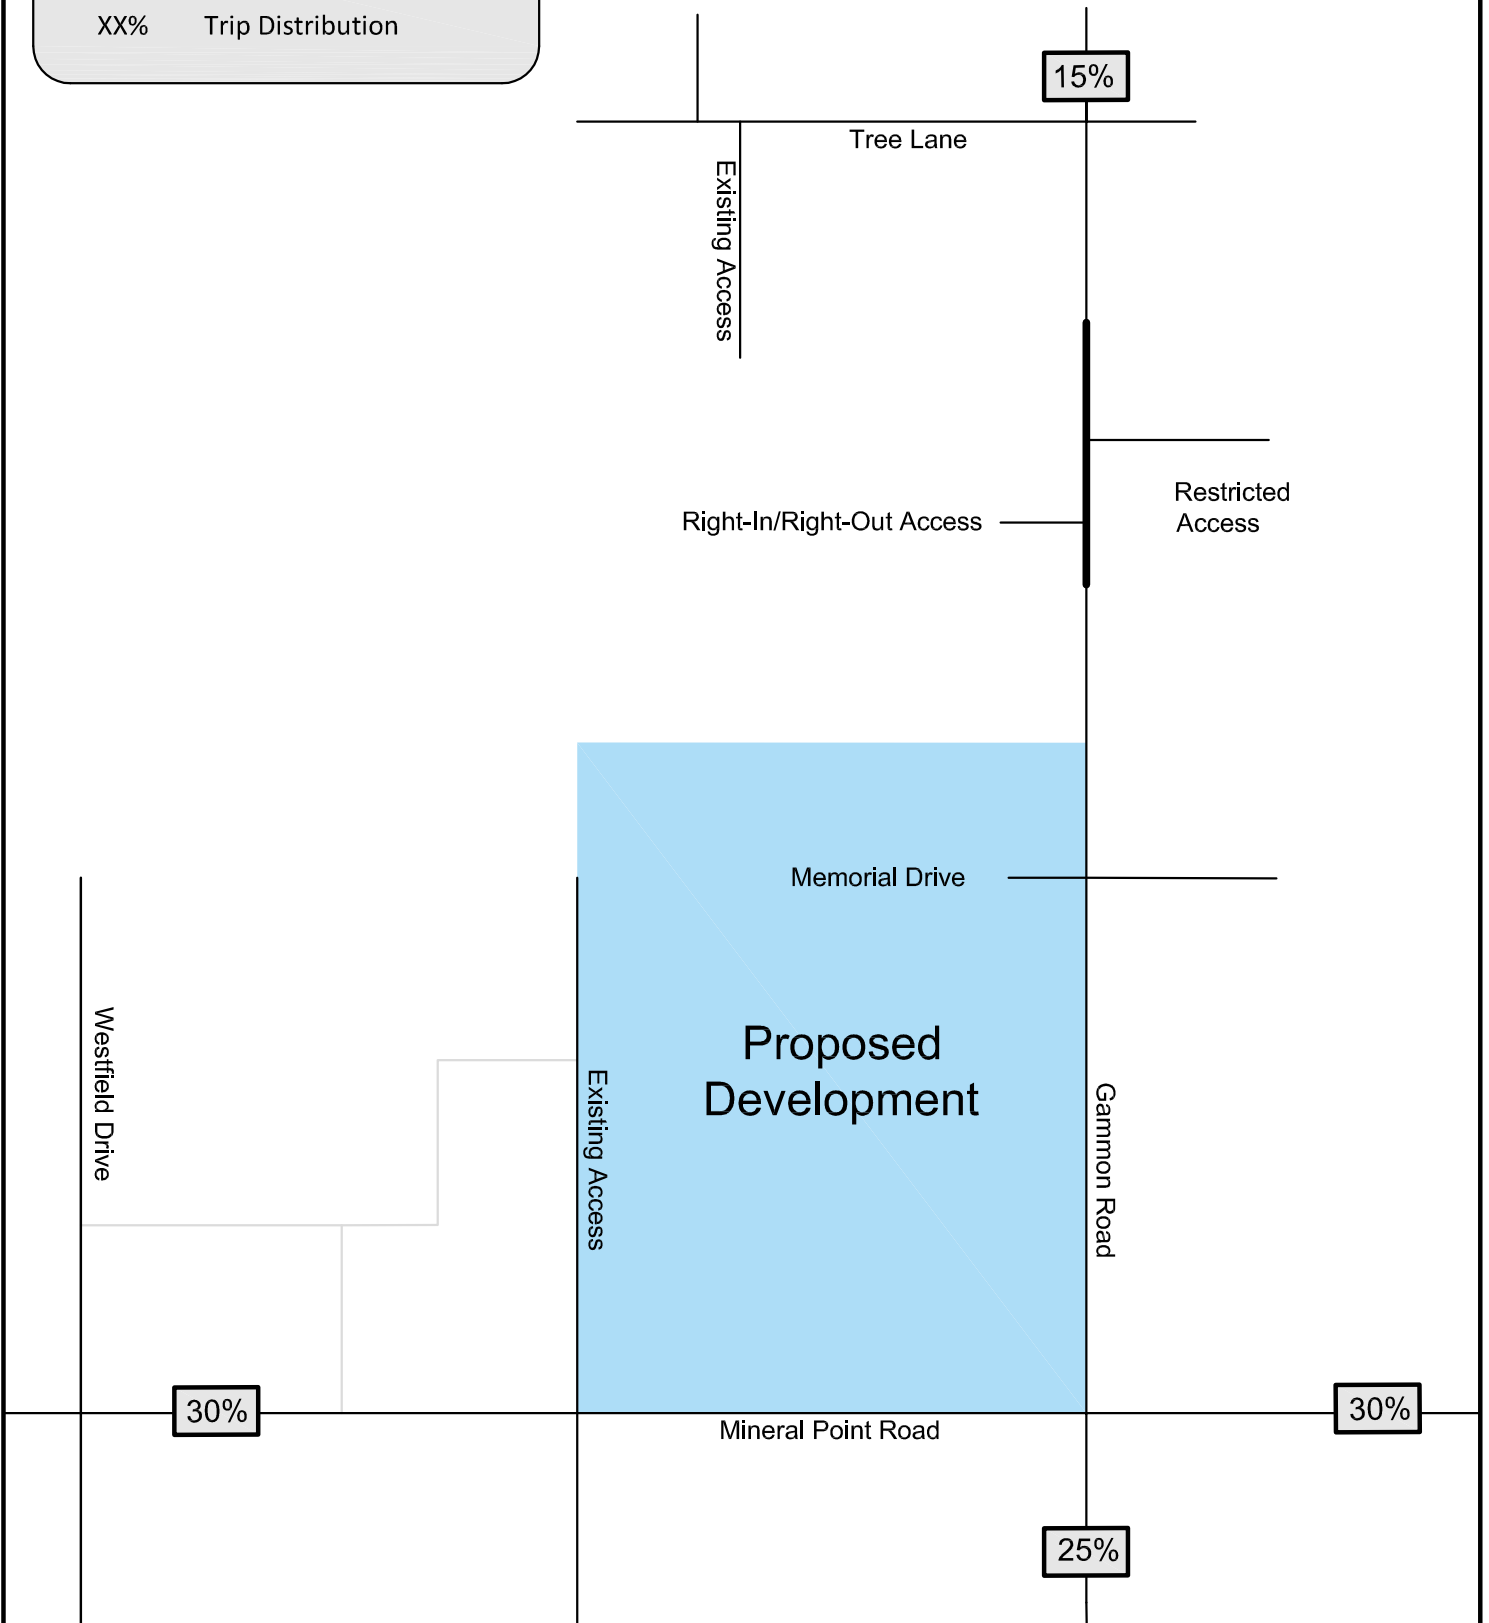 XX% Trip Distribution
15%
Tree Lane
Existing Access
Restricted
Access
Right-In/Right-Out Access
Memorial Drive
Proposed
Development
Westfield Drive
Existing Access
Gammon Road
30%
30%
Mineral Point Road
25%